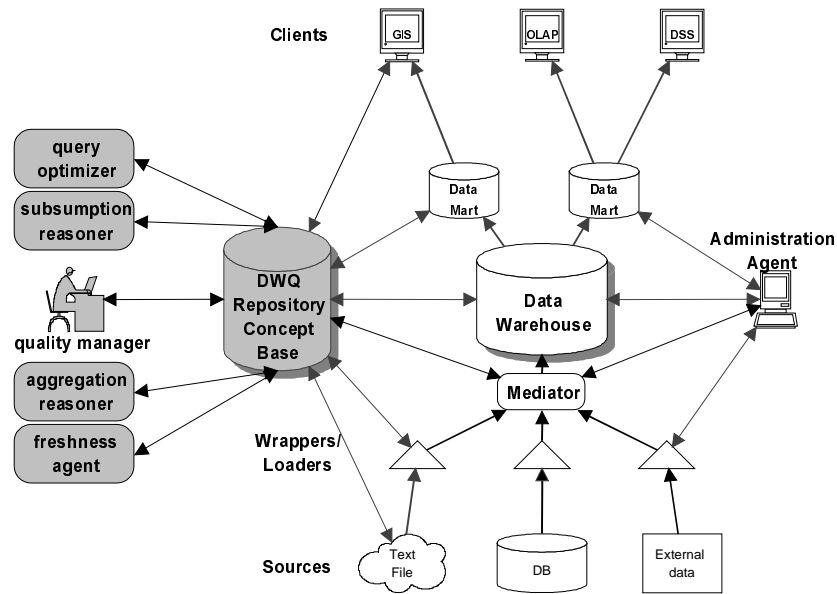 Clients
GIS
OLAP
DSS
query
optimizer
subsumption
reasoner
Data
Mart
Data
Mart
Administration
Agent
DWQ
Repository
Concept
Base
Data
Warehouse
quality manager
aggregation
reasoner
Mediator
freshness
agent
Wrappers/
Loaders
Sources
Text
File
DB
External
data